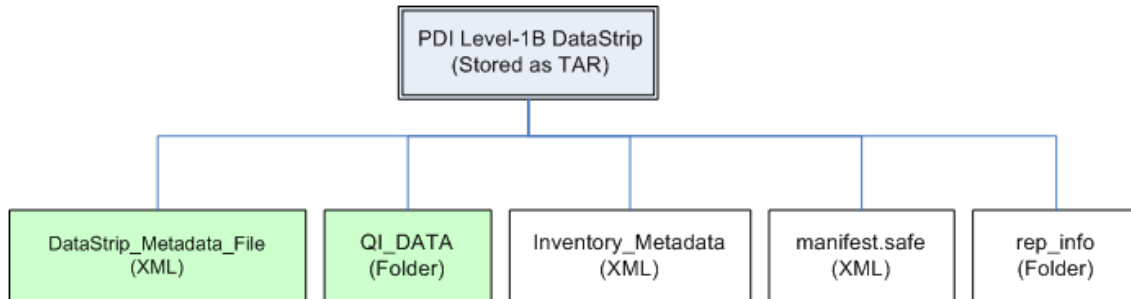 PDI Level-1B DataStrip
(Stored as TAR)
DataStrip_Metadata_File
(XML)
QI_DATA
(Folder)
Inventory_Metadata
(XML)
manifest.safe
(XML)
rep_info
(Folder)